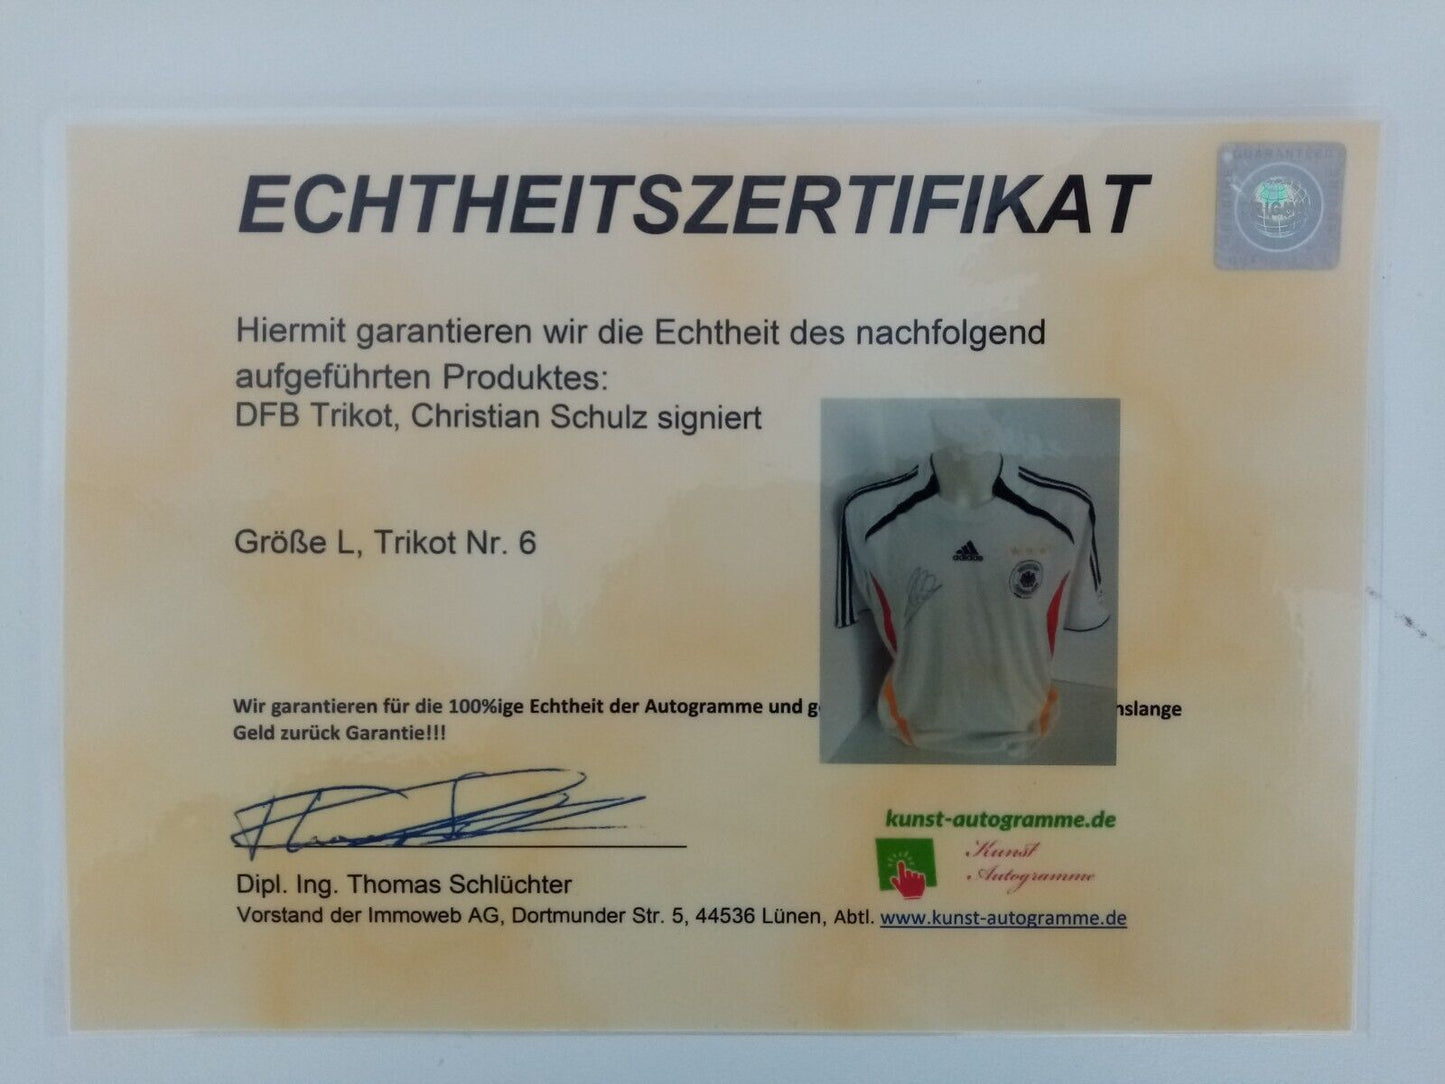 ECHTHEITSZERTIFIKAT
GUARANTEED
Hiermit garantieren wir die Echtheit des nachfolgend
aufgeführten Produktes:
DFB Trikot, Christian Schulz signiert
Größe L, Trikot Nr. 6
adidas
Wir garantieren für die 100%ige Echtheit der Autogramme und
Geld zurück Garantie!!!
kunst-autogramme.de
Kunst
Autogramme
Dipl. Ing. Thomas Schlüchter
Vorstand der Immoweb AG, Dortmunder Str. 5, 44536 Lünen, Abtl. www.kunst-autogramme.de